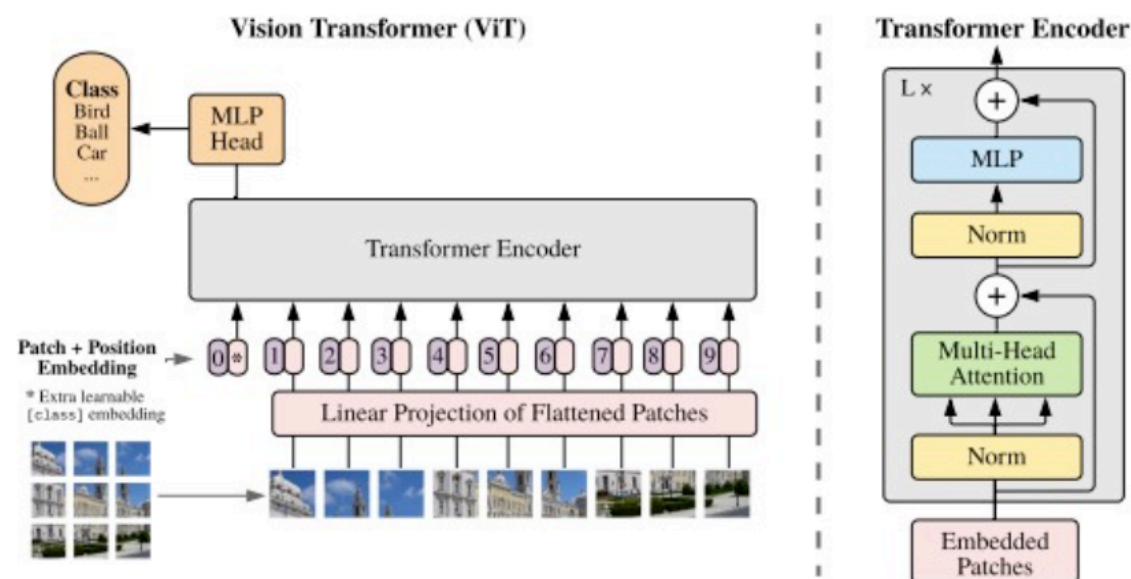 Vision Transformer (ViT)
Class
Bird
Ball
Car
...
MLP
Head
Transformer Encoder
Patch + Position
Embedding
* Extra learnable
[class] embedding
0 * 1 2 3 4 5 6 7 8 9
Linear Projection of Flattened Patches
Transformer Encoder
L ×
+
MLP
Norm
+
Multi-Head
Attention
Norm
Embedded
Patches